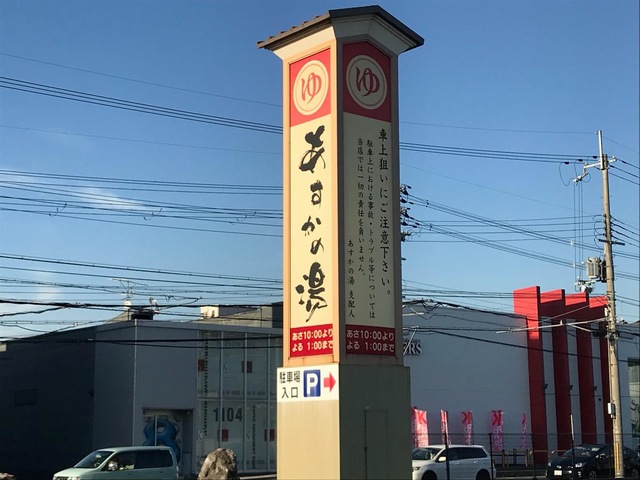 ゆ
あすかの湯
あさ10:00より
よる 1:00まで
ゆ
車上狙いにご注意下さい。
駐車上における事故・トラブル等については
当店では一切の責任を負いません。
あすかの湯 支配人
あさ10:00より
よる 1:00まで
駐車場
入口
P
1104
RS